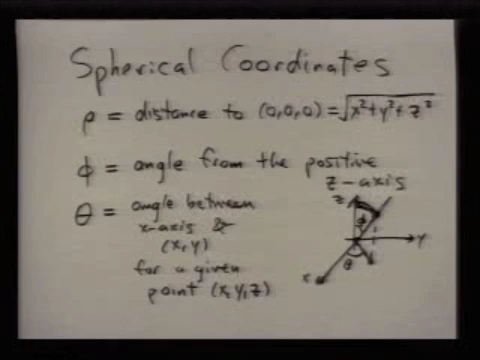 Spherical Coordinates
ρ = distance to (0,0,0) = √x²+y²+z²
ϕ = angle from the positive
z-axis
θ = angle between
x-axis &
(x,y)
for a given
point (x,y,z)
z
ϕ
y
θ
x